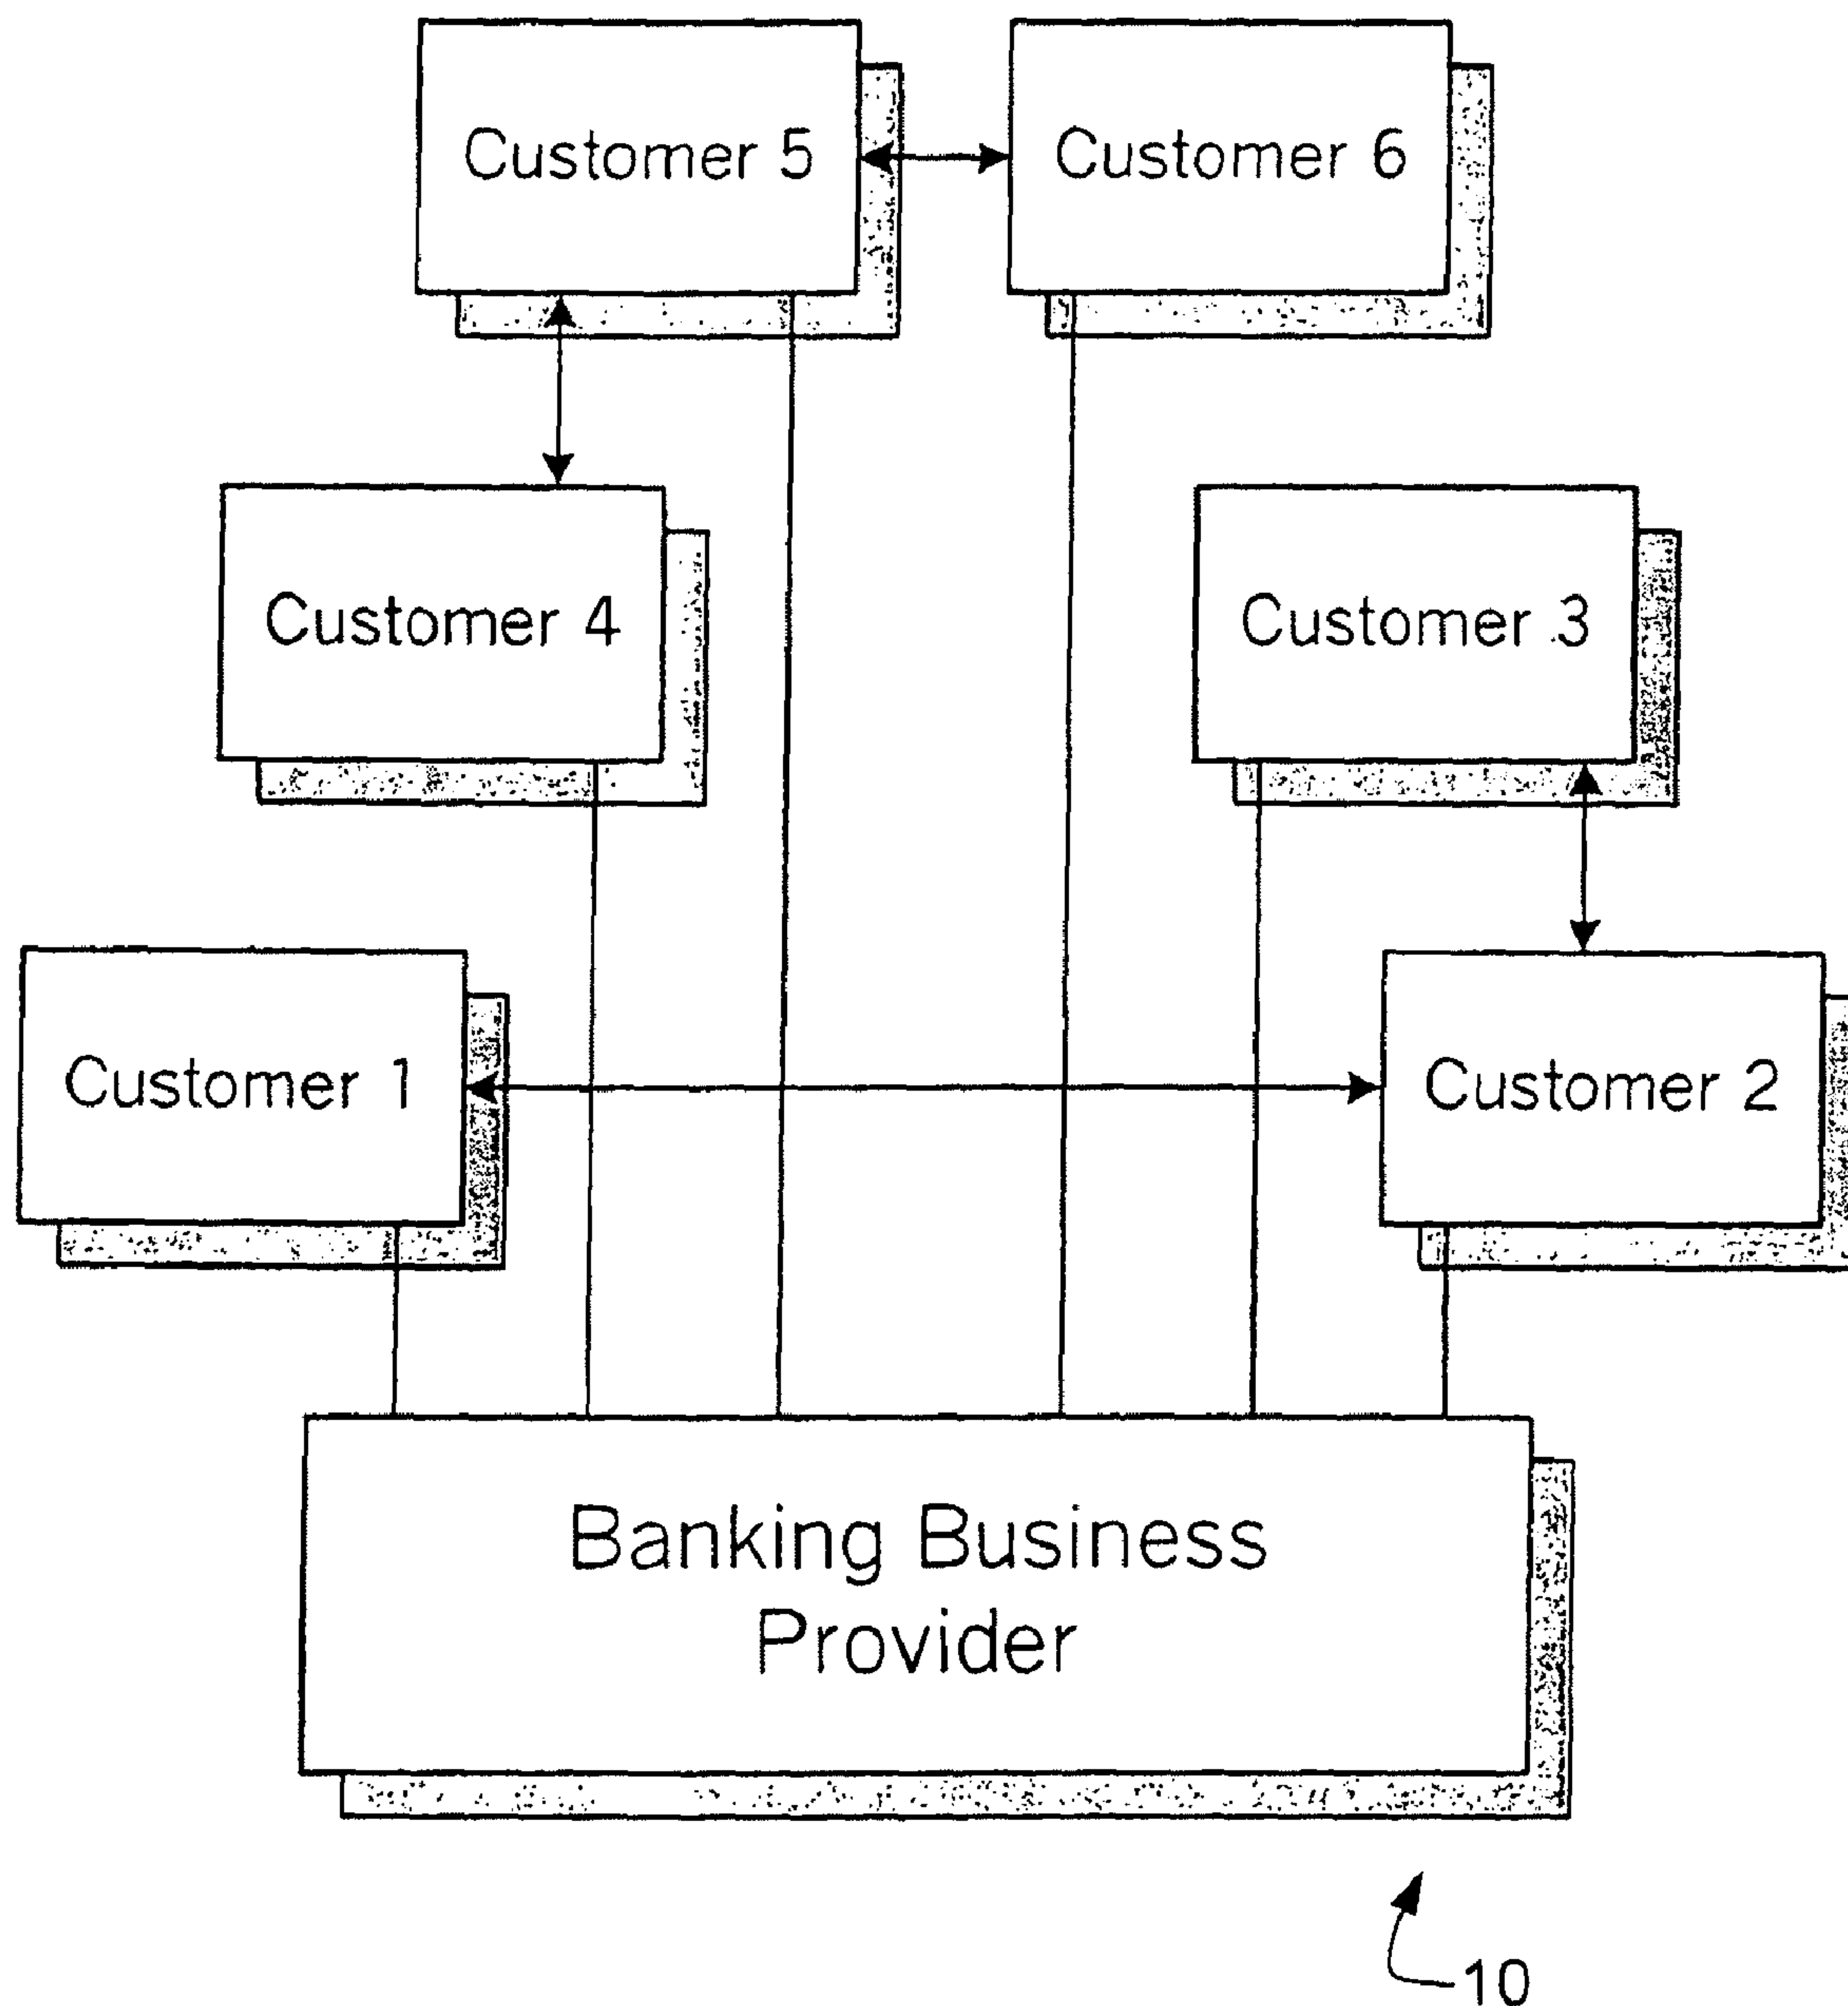 Customer 5
Customer 6
Customer 4
Customer 3
Customer 1
Customer 2
Banking Business
Provider
10